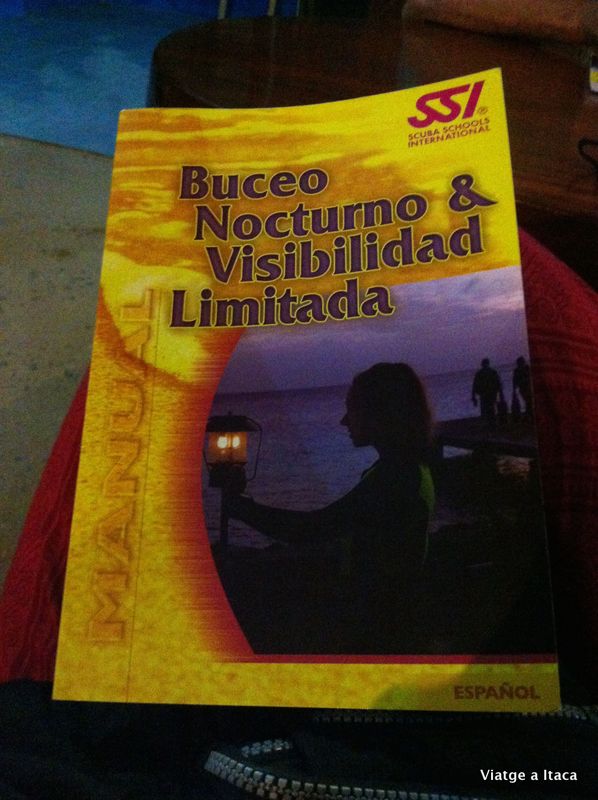 SSI®
SCUBA SCHOOLS
INTERNATIONAL
Buceo
Nocturno &
Visibilidad
Limitada
MANUAL
ESPAÑOL
Viatge a Itaca